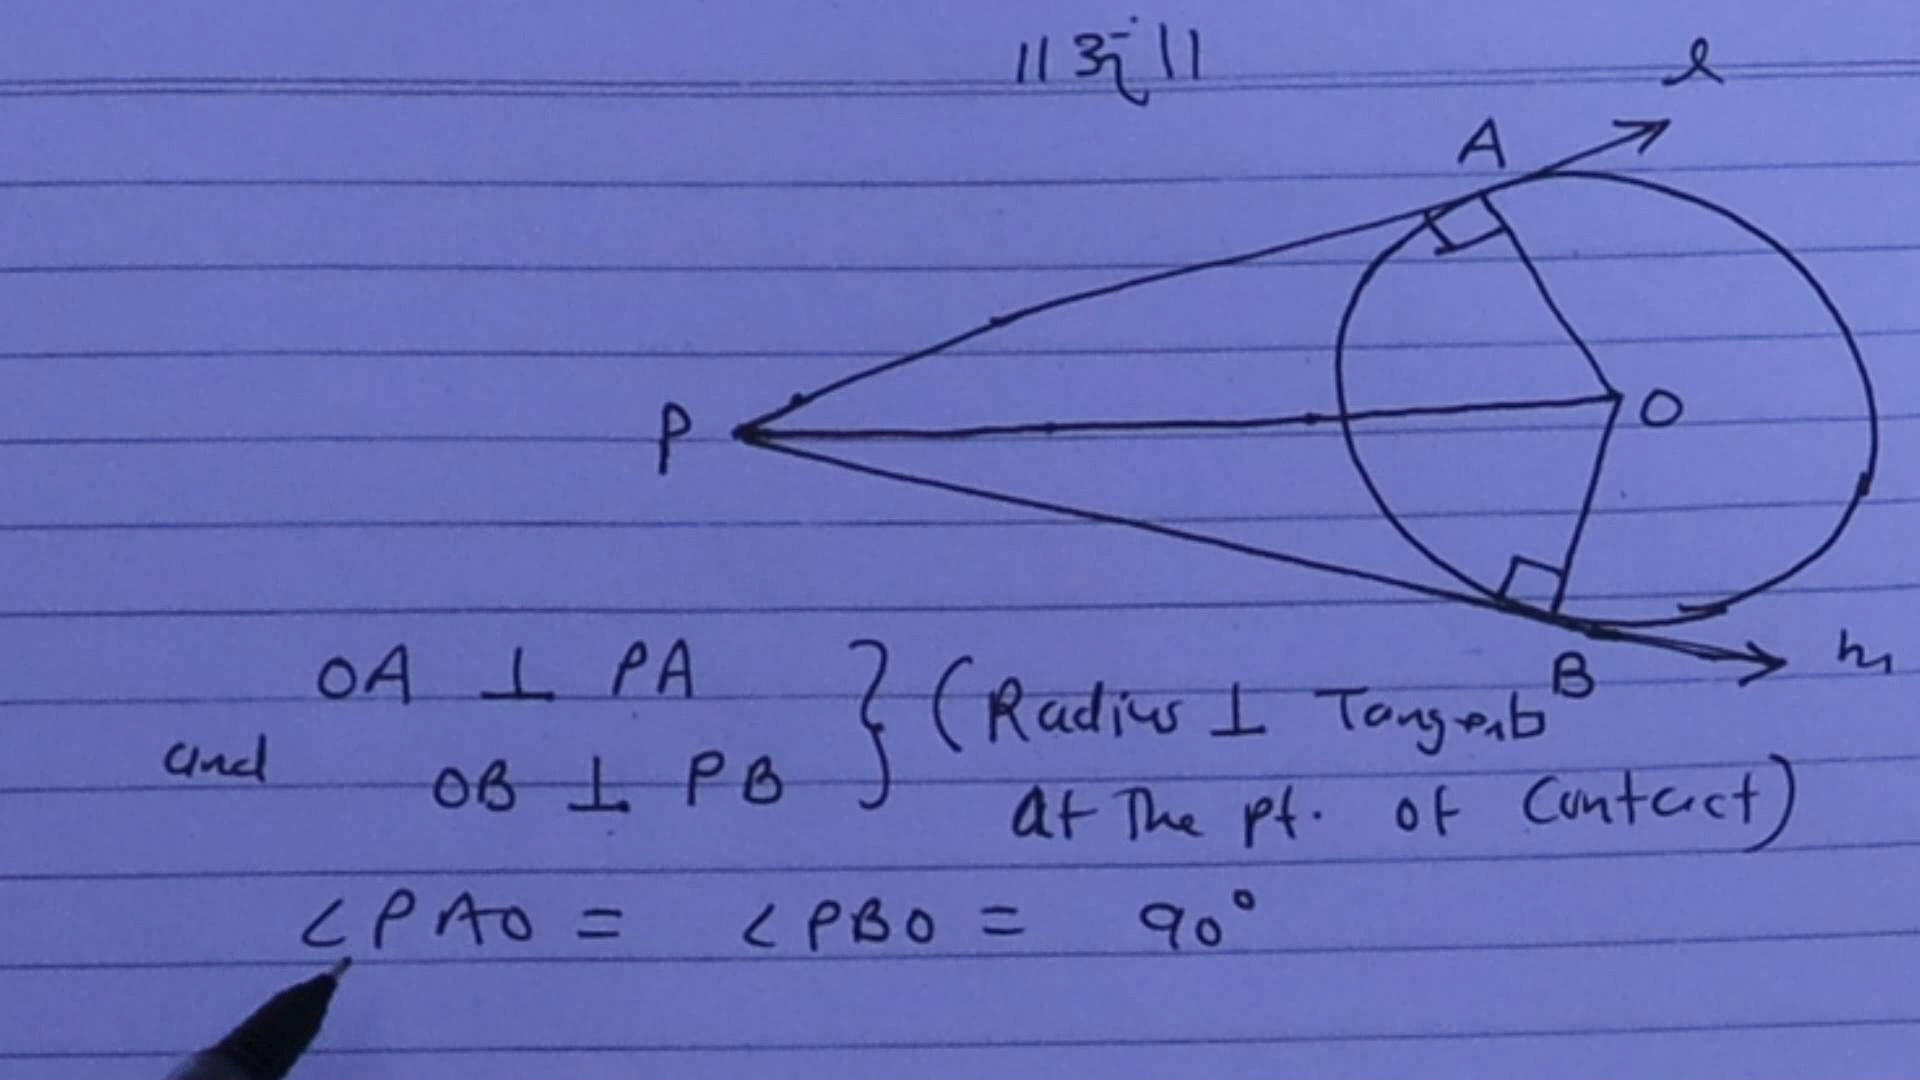 ॥ ॐ ॥
l
A
P
O
B
m
OA ⊥ PA
and OB ⊥ PB
} (Radius ⊥ Tangent
at The pt. of Contact)
∠PAO = ∠PBO = 90°